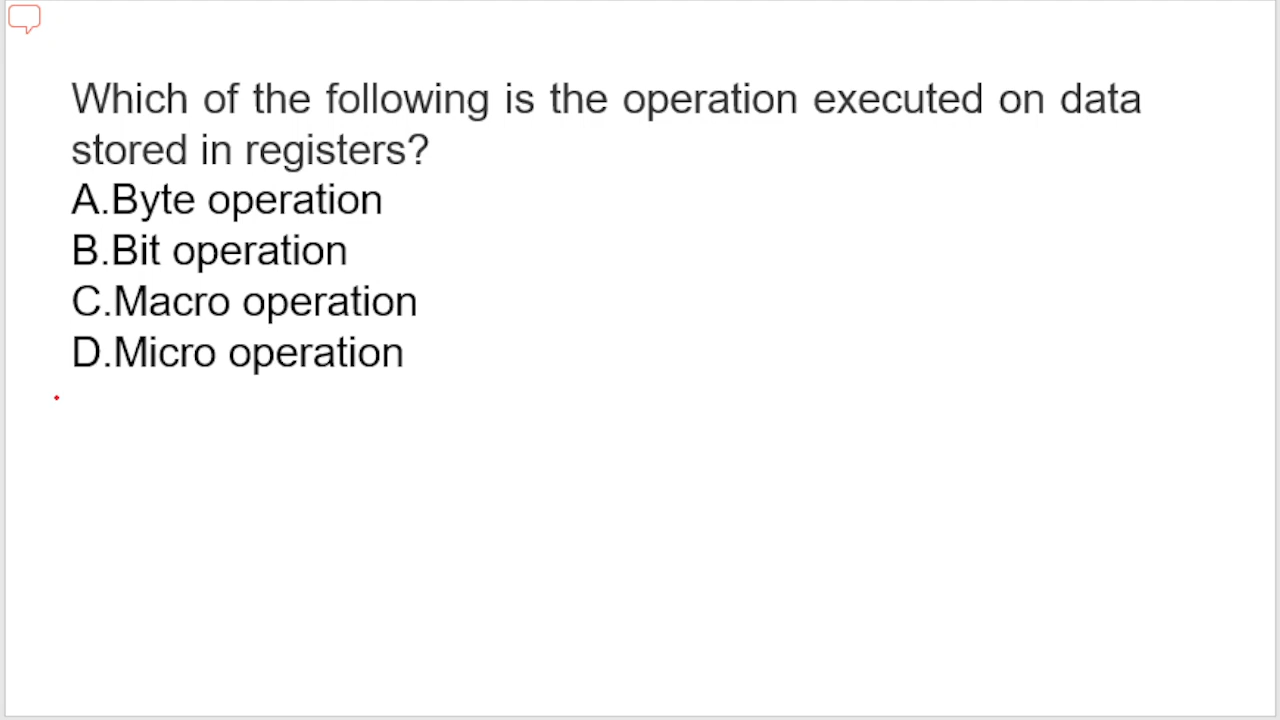 Which of the following is the operation executed on data
stored in registers?
A.Byte operation
B.Bit operation
C.Macro operation
D.Micro operation